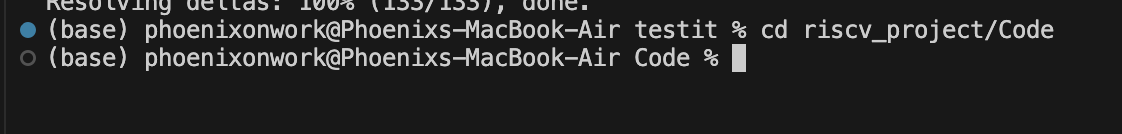 Resolving deltas: 100% (133/133), done.
(base) phoenixonwork@Phoenixs-MacBook-Air testit % cd riscv_project/Code
(base) phoenixonwork@Phoenixs-MacBook-Air Code %